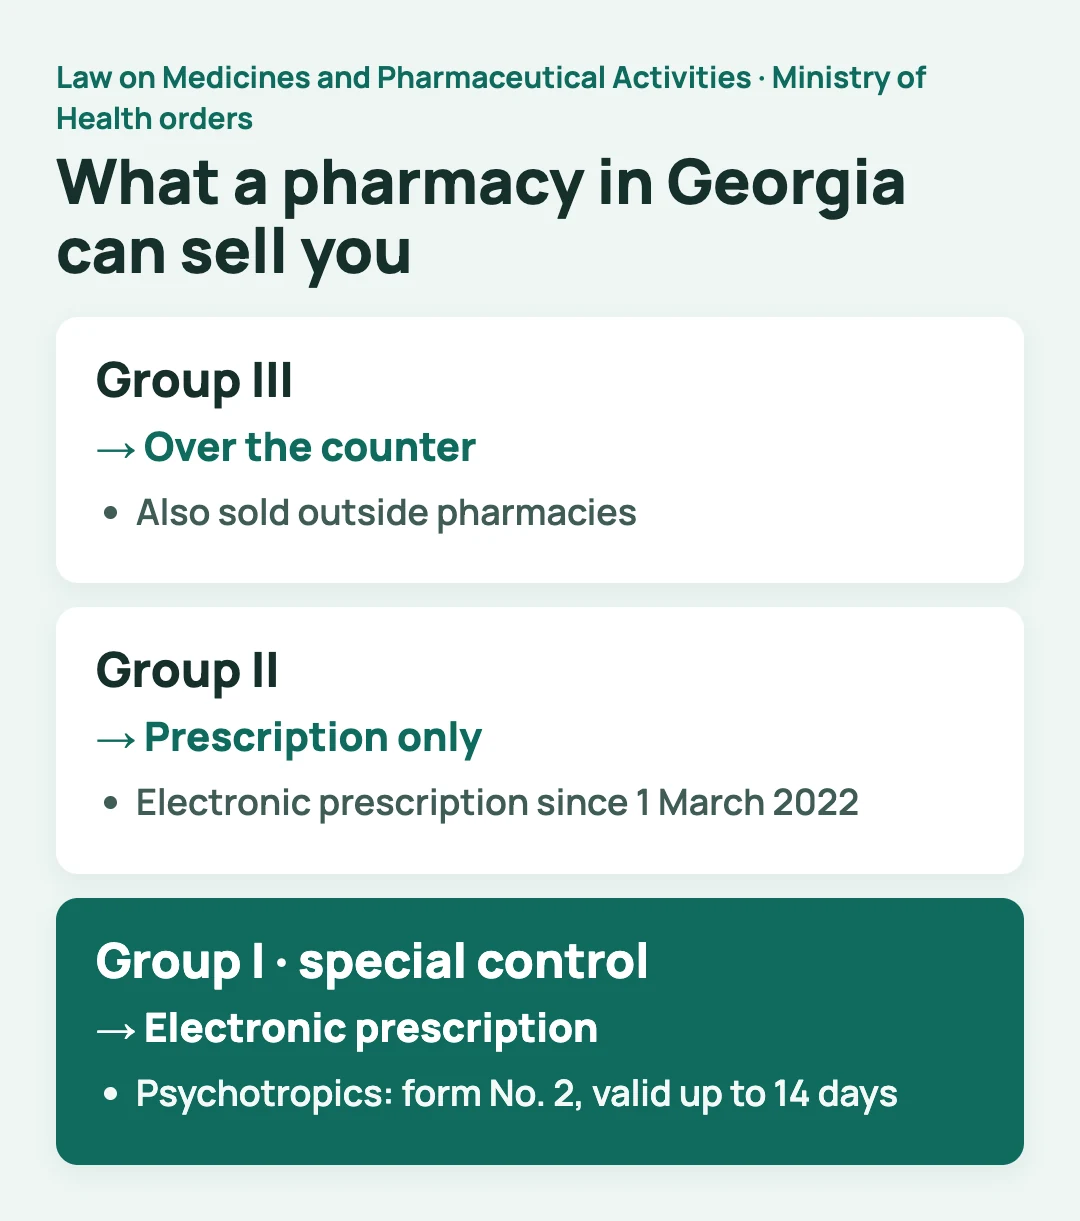 Law on Medicines and Pharmaceutical Activities · Ministry of
Health orders
What a pharmacy in Georgia
can sell you
Group III
→ Over the counter
• Also sold outside pharmacies
Group II
→ Prescription only
• Electronic prescription since 1 March 2022
Group I · special control
→ Electronic prescription
• Psychotropics: form No. 2, valid up to 14 days